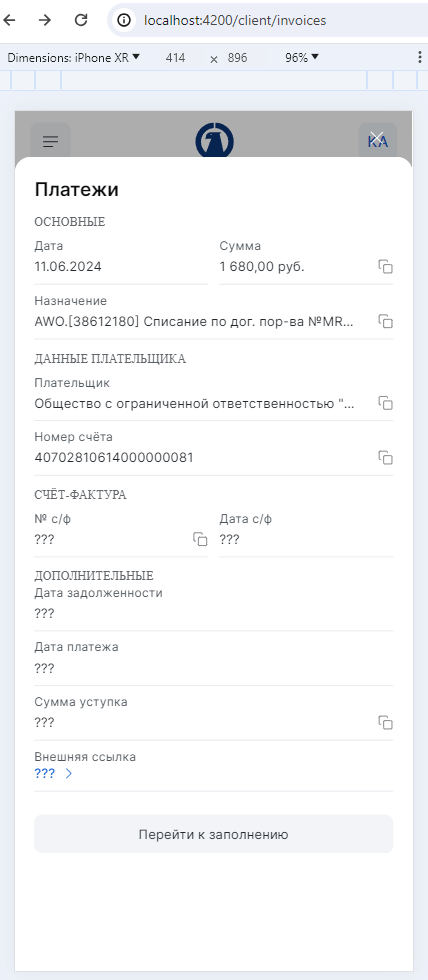 localhost:4200/client/invoices
Dimensions: iPhone XR 414 × 896 96%
КА
Платежи
ОСНОВНЫЕ
Дата Сумма
11.06.2024 1 680,00 руб.
Назначение
AWO.[38612180] Списание по дог. пор-ва №MR...
ДАННЫЕ ПЛАТЕЛЬЩИКА
Плательщик
Общество с ограниченной ответственностью "...
Номер счёта
40702810614000000081
СЧЁТ-ФАКТУРА
№ с/ф Дата с/ф
??? ???
ДОПОЛНИТЕЛЬНЫЕ
Дата задолженности
???
Дата платежа
???
Сумма уступка
???
Внешняя ссылка
???
Перейти к заполнению